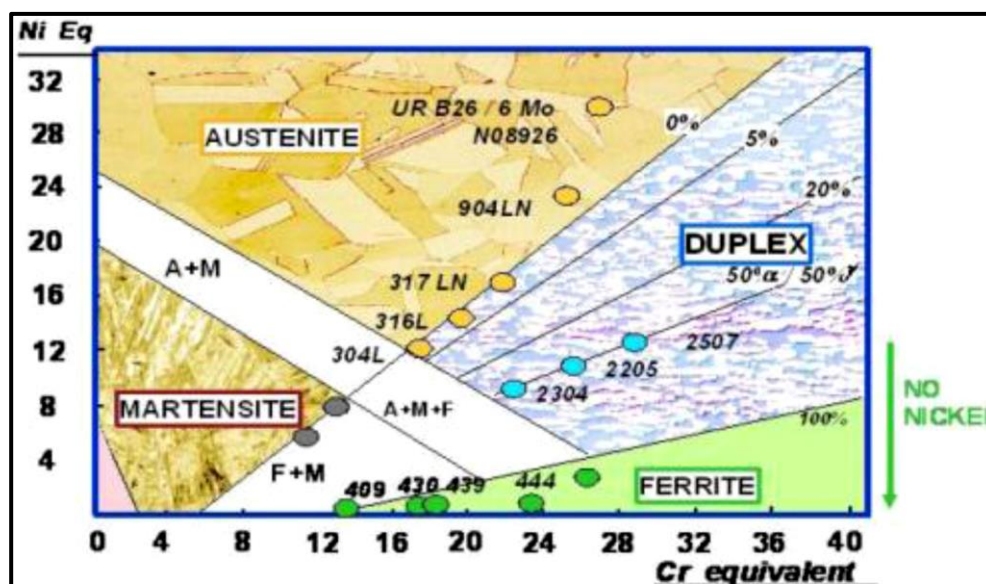 Ni Eq
32
28
24
20
16
12
8
4
UR B26 / 6 Mo
N08926
AUSTENITE
0%
5%
904LN
20%
DUPLEX
A+M
317 LN
50%α / 50%γ
316L
304L
2507
2205
2304
MARTENSITE
A+M+F
NO
NICKEL
100%
F+M
409 430 439 444
FERRITE
0 4 8 12 16 20 24 28 32 36 40
Cr equivalent